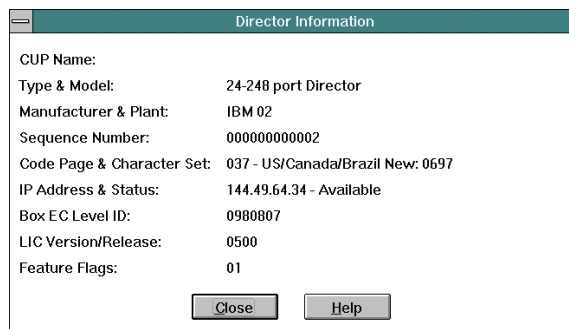 Director Information
CUP Name:
Type & Model: 24-248 port Director
Manufacturer & Plant: IBM 02
Sequence Number: 000000000002
Code Page & Character Set: 037 - US/Canada/Brazil New: 0697
IP Address & Status: 144.49.64.34 - Available
Box EC Level ID: 0980807
LIC Version/Release: 0500
Feature Flags: 01
Close Help